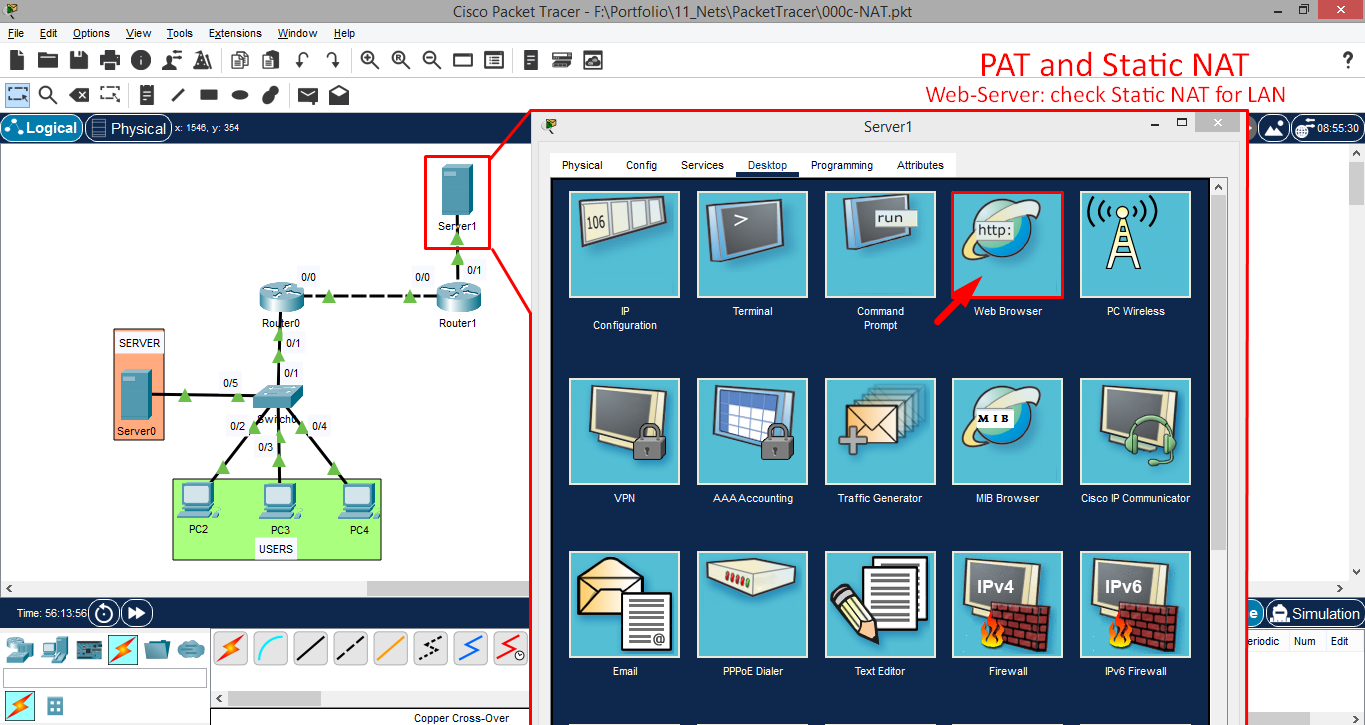 Cisco Packet Tracer - F:\Portfolio\11_Nets\PacketTracer\000c-NAT.pkt
File Edit Options View Tools Extensions Window Help
PAT and Static NAT
?
Web-Server: check Static NAT for LAN
Logical
Physical
x: 1546, y: 354
08:55:30
Server1
0/1
0/0
0/0
Router0
Router1
0/1
SERVER
0/1
0/5
Server0
0/2
0/4
0/3
PC2
PC3
PC4
USERS
Server1
Physical Config Services Desktop Programming Attributes
106
>
run
http:
IP
Configuration
Terminal
Command
Prompt
Web Browser
PC Wireless
MIB
VPN
AAA Accounting
Traffic Generator
MIB Browser
Cisco IP Communicator
@
IPv4
IPv6
Email
PPPoE Dialer
Text Editor
Firewall
IPv6 Firewall
Time: 56:13:56
Simulation
eriodic Num Edit
Copper Cross-Over